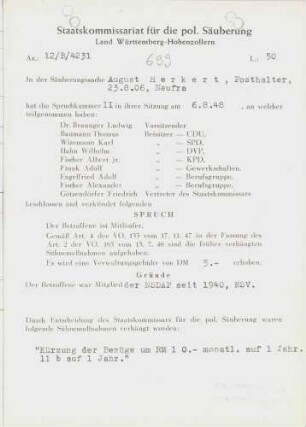 Staatskommissariat für die pol. Säuberung
Land Württemberg-Hohenzollern
Az.: 12/B/4231 L: 50
699
In der Säuberungssache August Herkert, Posthalter,
23.8.06, Neufra
hat die Spruchkammer II in ihrer Sitzung am 6.8.48, an welcher
teilgenommen haben:
Dr. Beusnger Ludwig Vorsitzender
Baumann Thomas Beisitzer — CDU.
Witzemann Karl „ — SPD.
Hahn Wilhelm „ — DVP.
Fischer Albert jr. „ — KPD.
Frank Adolf „ — Gewerkschaften.
Engelfried Adolf „ — Berufsgruppe.
Fischer Alexander „ — Berufsgruppe.
Götzendörfer Friedrich Vertreter des Staatskommissars
beschlossen und verkündet folgenden
SPRUCH
Der Betroffene ist Mitläufer.
Gemäß Art. 4 der VO. 133 vom 17. 12. 47 in der Fassung des
Art. 2 der VO. 165 vom 13. 7. 48 sind die früher verhängten
Sühnemaßnahmen aufgehoben.
Es wird eine Verwaltungsgebühr von DM 5.- erhoben.
Gründe
Der Betroffene war Mitglied der NSDAP seit 1940, NSV.
Durch Entscheidung des Staatskommissars für die pol. Säuberung waren
folgende Sühnemaßnahmen verhängt worden:
"Kürzung der Bezüge um RM 10.- monatl. auf 1 Jahr.
11 b auf 1 Jahr."